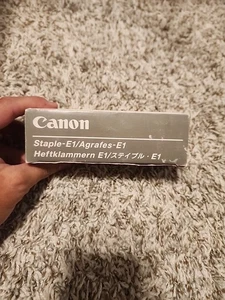 Canon
Staple-E1/Agrafes-E1
Heftklammern E1/ステイプル・E1